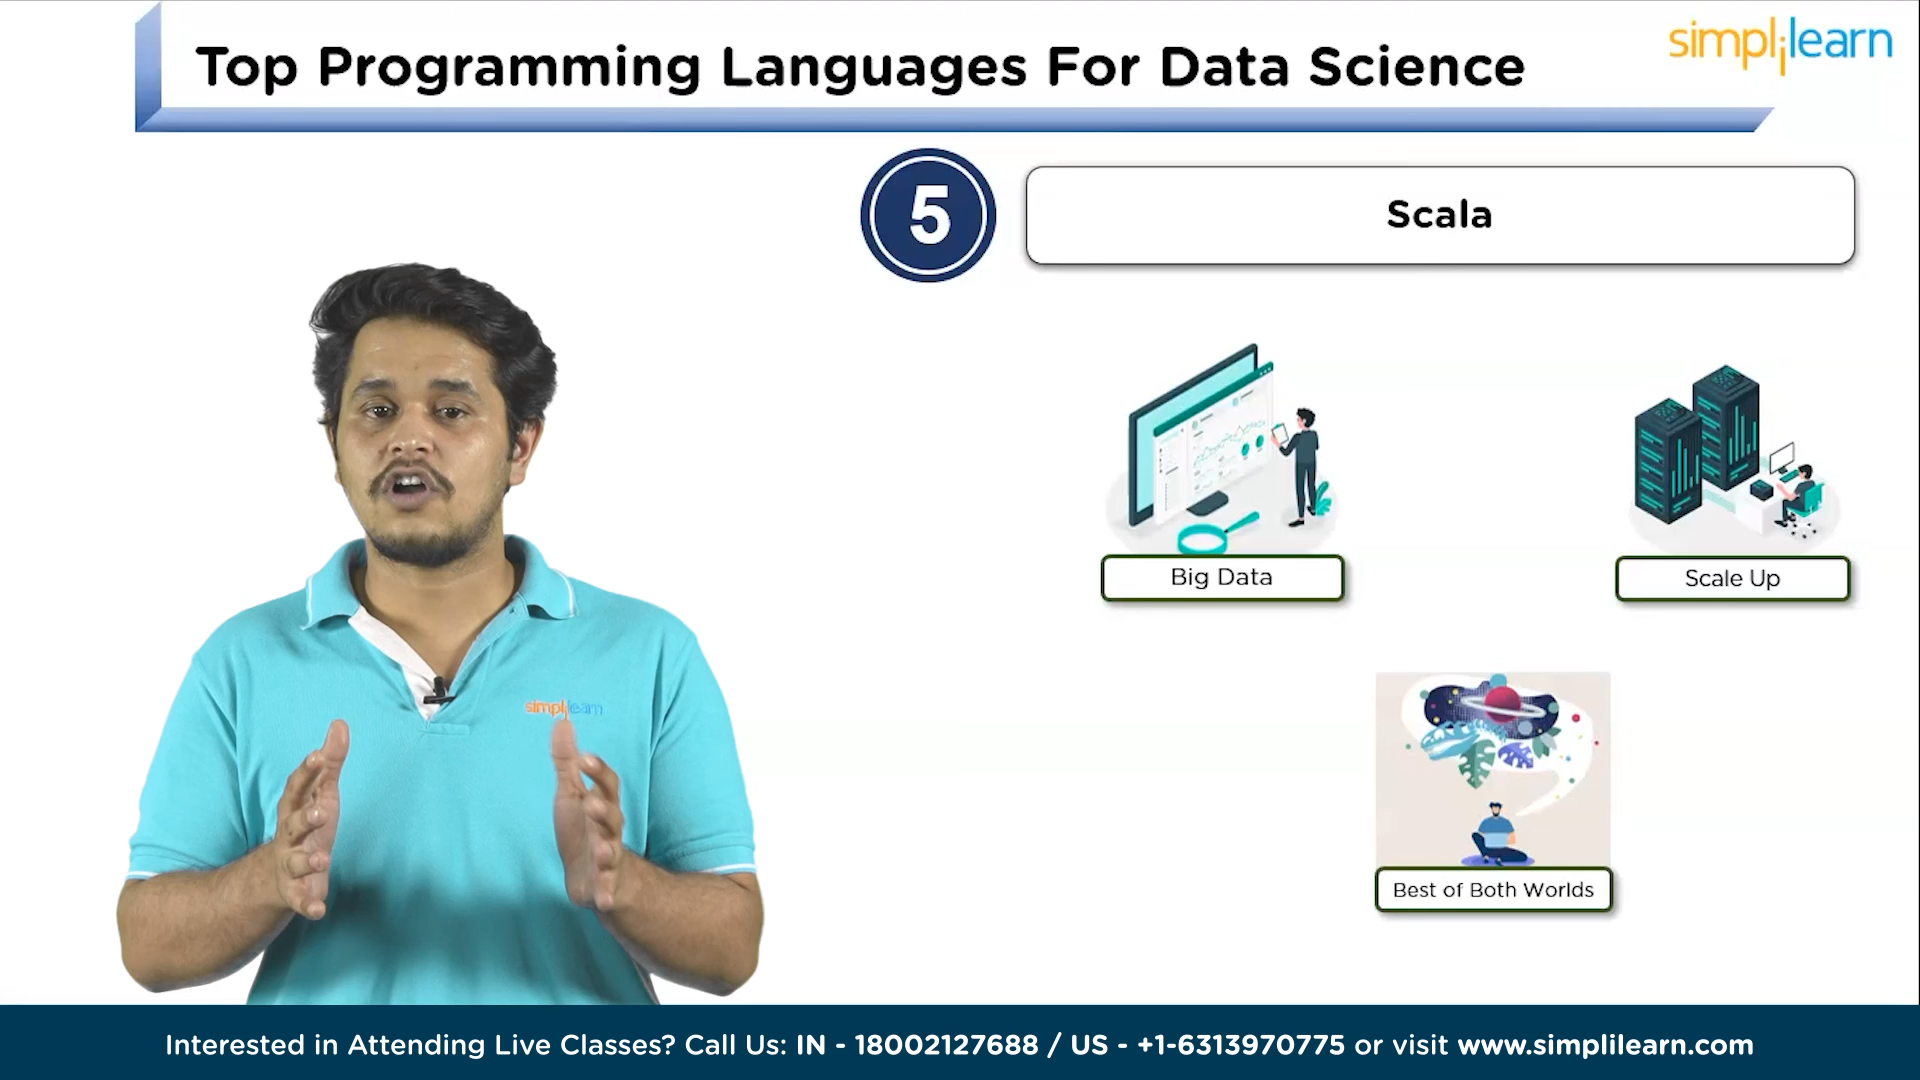 Top Programming Languages For Data Science
simplilearn
5
Scala
Big Data
Scale Up
simplilearn
Best of Both Worlds
Interested in Attending Live Classes? Call Us: IN - 18002127688 / US - +1-6313970775 or visit www.simplilearn.com